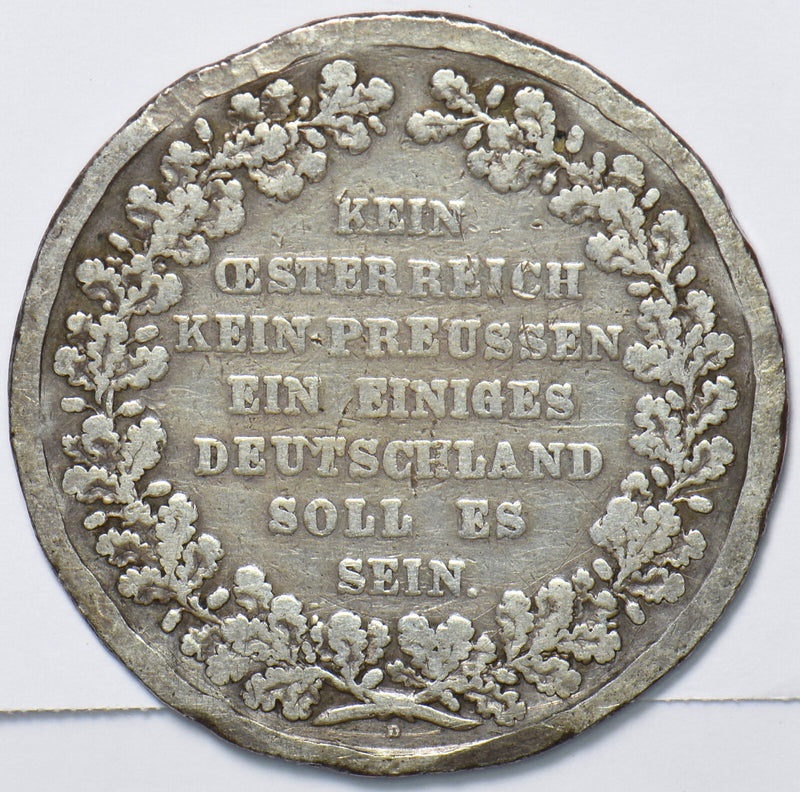 KEIN
ŒSTERREICH
KEIN·PREUSSEN
EIN EINIGES
DEUTSCHLAND
SOLL ES
SEIN.
D